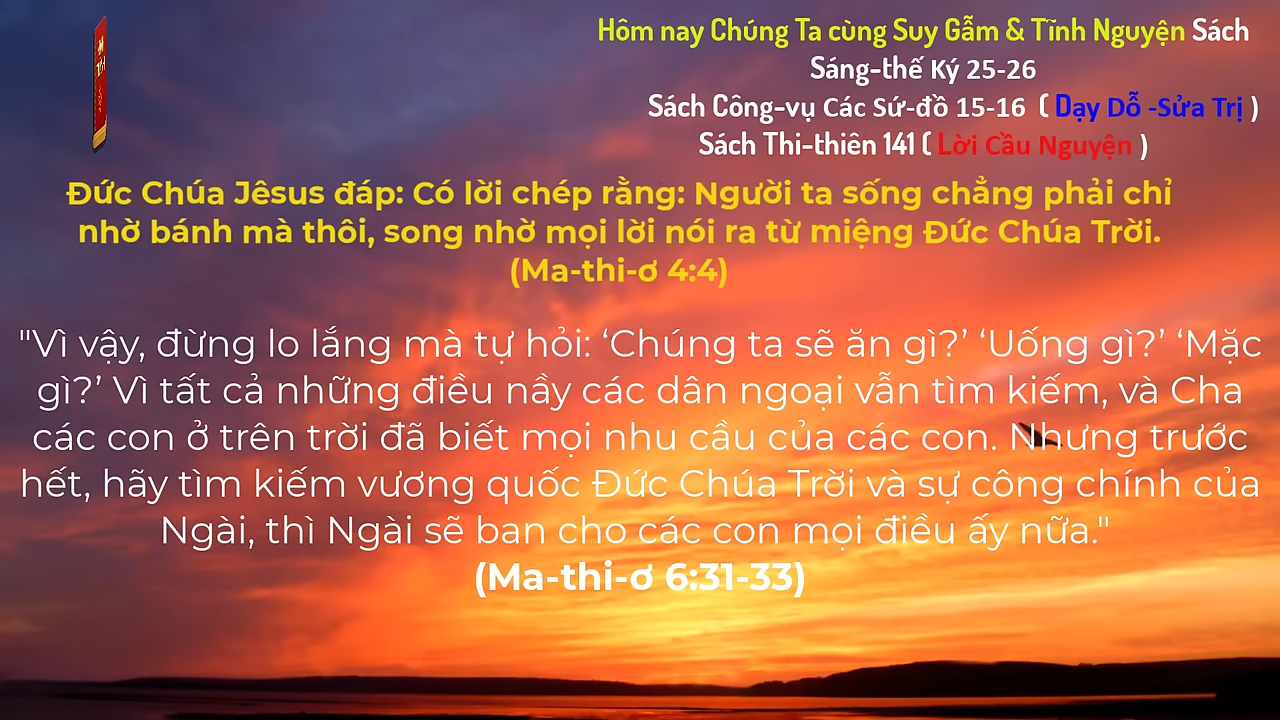 Hôm nay Chúng Ta cùng Suy Gẫm & Tĩnh Nguyện Sách
Sáng-thế Ký 25-26
Sách Công-vụ Các Sứ-đồ 15-16 ( Dạy Dỗ -Sửa Trị )
Sách Thi-thiên 141 ( Lời Cầu Nguyện )
Đức Chúa Jêsus đáp: Có lời chép rằng: Người ta sống chẳng phải chỉ
nhờ bánh mà thôi, song nhờ mọi lời nói ra từ miệng Đức Chúa Trời.
(Ma-thi-ơ 4:4)
"Vì vậy, đừng lo lắng mà tự hỏi: ‘Chúng ta sẽ ăn gì?’ ‘Uống gì?’ ‘Mặc
gì?’ Vì tất cả những điều nầy các dân ngoại vẫn tìm kiếm, và Cha
các con ở trên trời đã biết mọi nhu cầu của các con. Nhưng trước
hết, hãy tìm kiếm vương quốc Đức Chúa Trời và sự công chính của
Ngài, thì Ngài sẽ ban cho các con mọi điều ấy nữa."
(Ma-thi-ơ 6:31-33)